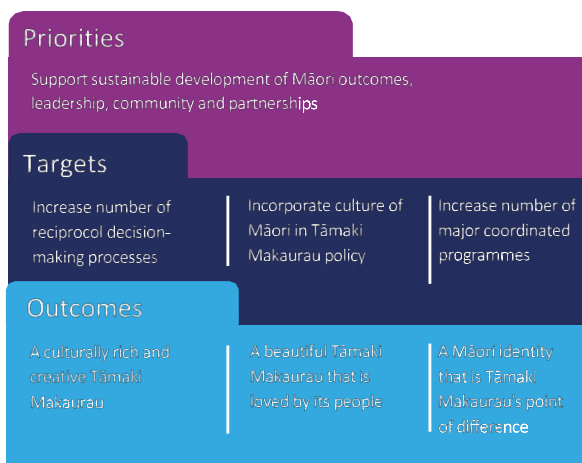 Priorities
Support sustainable development of Māori outcomes,
leadership, community and partnerships
Targets
Increase number of
reciprocol decision-
making processes
Incorporate culture of
Māori in Tāmaki
Makaurau policy
Increase number of
major coordinated
programmes
Outcomes
A culturally rich and
creative Tāmaki
Makaurau
A beautiful Tāmaki
Makaurau that is
loved by its people
A Māori identity
that is Tāmaki
Makaurau's point
of difference